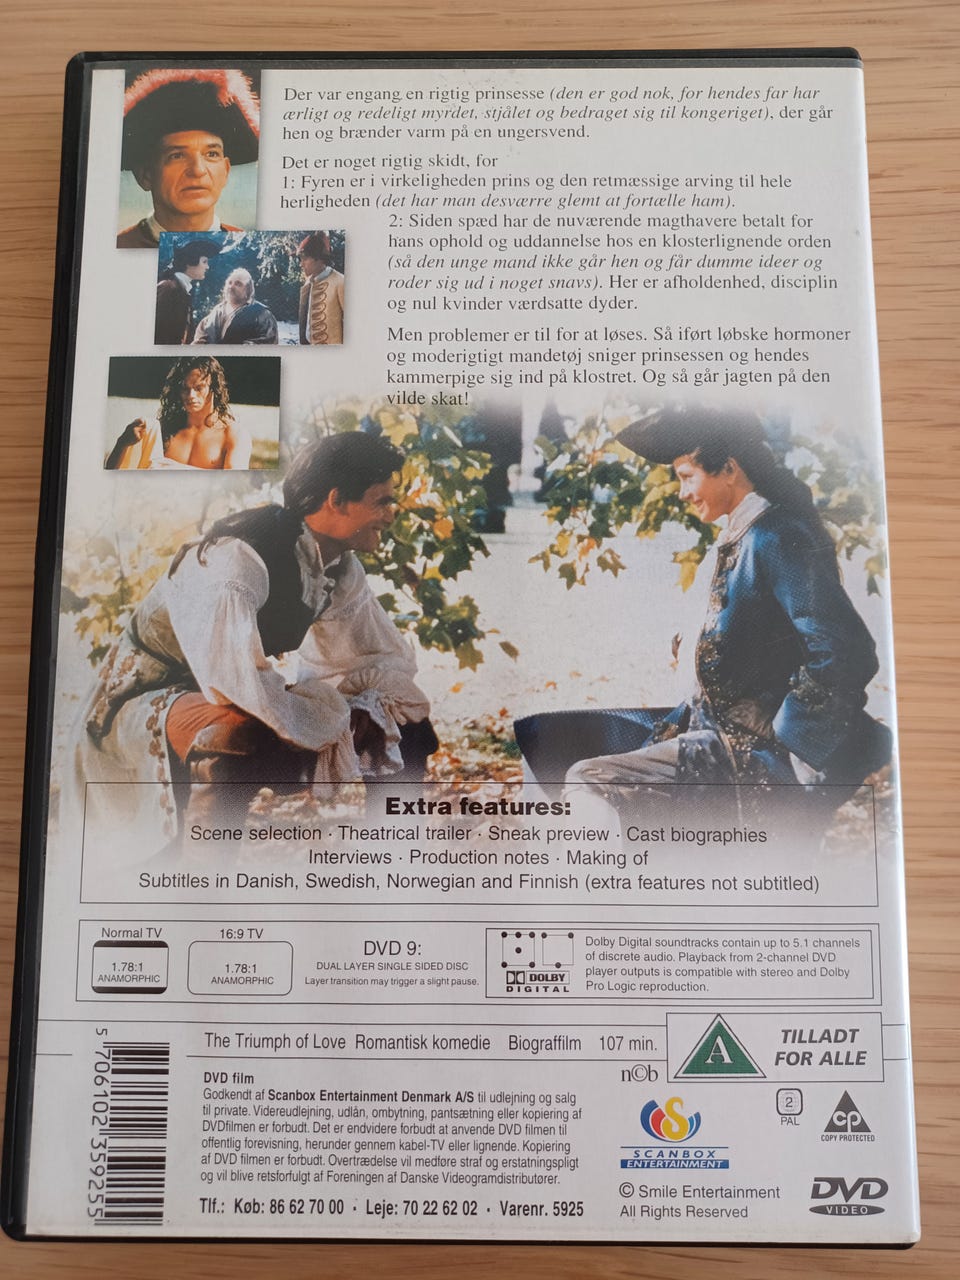 Der var engang en rigtig prinsesse (den er god nok, for hendes far har
ærligt og redeligt myrdet, stjålet og bedraget sig til kongeriget), der går
hen og brænder varm på en ungersvend.
Det er noget rigtig skidt, for
1: Fyren er i virkeligheden prins og den retmæssige arving til hele
herligheden (det har man desværre glemt at fortælle ham).
2: Siden spæd har de nuværende magthavere betalt for
hans ophold og uddannelse hos en klosterlignende orden
(så den unge mand ikke går hen og får dumme ideer og
roder sig ud i noget snavs). Her er afholdenhed, disciplin
og nul kvinder værdsatte dyder.
Men problemer er til for at løses. Så iført løbske hormoner
og moderigtigt mandetøj sniger prinsessen og hendes
kammerpige sig ind på klostret. Og så går jagten på den
vilde skat!
Extra features:
Scene selection · Theatrical trailer · Sneak preview · Cast biographies
Interviews · Production notes · Making of
Subtitles in Danish, Swedish, Norwegian and Finnish (extra features not subtitled)
Normal TV
1.78:1
ANAMORPHIC
16:9 TV
1.78:1
ANAMORPHIC
DVD 9:
DUAL LAYER SINGLE SIDED DISC
Layer transition may trigger a slight pause.
DOLBY
DIGITAL
Dolby Digital soundtracks contain up to 5.1 channels
of discrete audio. Playback from 2-channel DVD
player outputs is compatible with stereo and Dolby
Pro Logic reproduction.
The Triumph of Love Romantisk komedie Biograffilm 107 min.
A
TILLADT
FOR ALLE
n©b
DVD film
Godkendt af Scanbox Entertainment Denmark A/S til udlejning og salg
til private. Videreudlejning, udlån, ombytning, pantsætning eller kopiering af
DVDfilmen er forbudt. Det er endvidere forbudt at anvende DVD filmen til
offentlig forevisning, herunder gennem kabel-TV eller lignende. Kopiering
af DVD filmen er forbudt. Overtrædelse vil medføre straf og erstatningspligt
og vil blive retsforfulgt af Foreningen af Danske Videogramdistributører.
Tlf.: Køb: 86 62 70 00 · Leje: 70 22 62 02 · Varenr. 5925
5 706102 359255
S
SCANBOX
ENTERTAINMENT
2
PAL
CP
COPY PROTECTED
© Smile Entertainment
All Rights Reserved
DVD
VIDEO